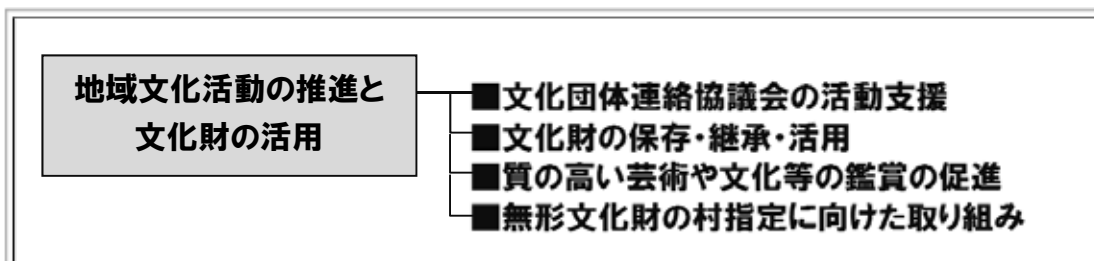 地域文化活動の推進と
文化財の活用
■文化団体連絡協議会の活動支援
■文化財の保存・継承・活用
■質の高い芸術や文化等の鑑賞の促進
■無形文化財の村指定に向けた取り組み